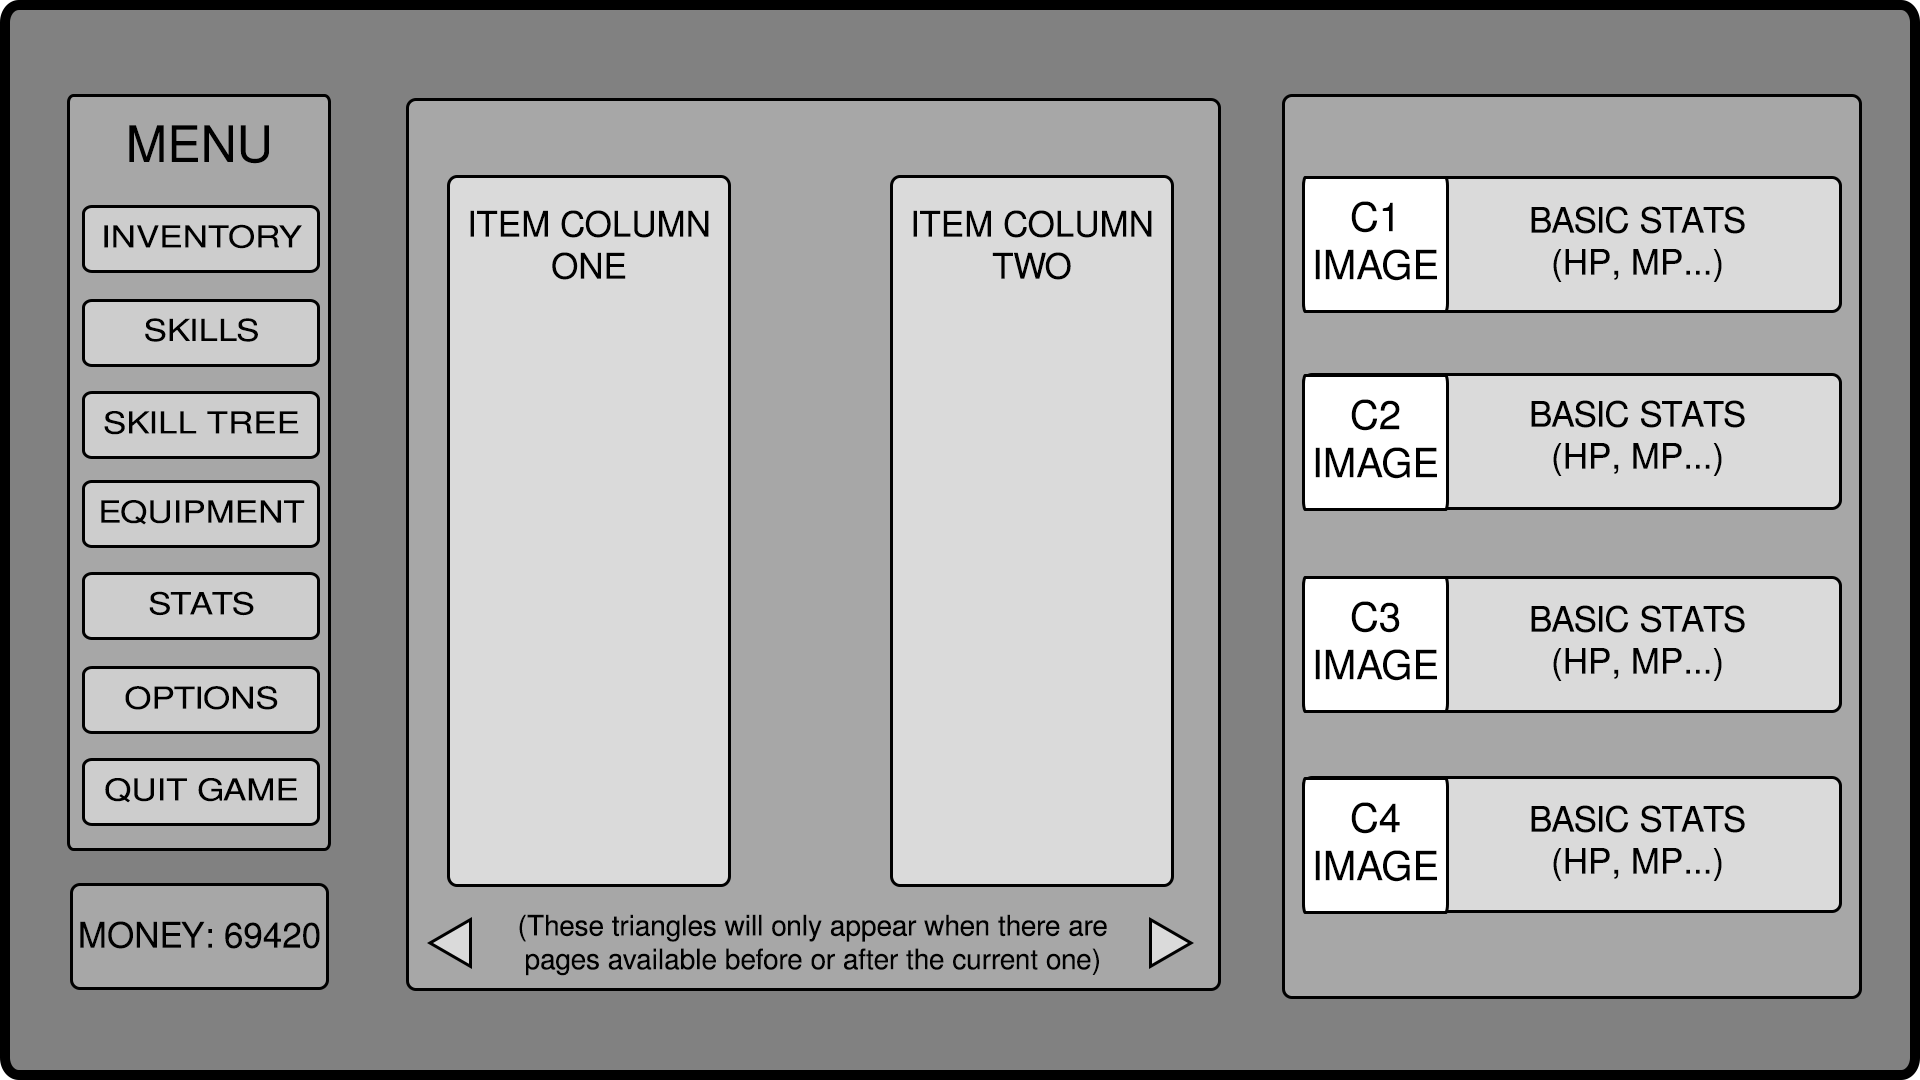 MENU
INVENTORY
SKILLS
SKILL TREE
EQUIPMENT
STATS
OPTIONS
QUIT GAME
MONEY: 69420
ITEM COLUMN
ONE
ITEM COLUMN
TWO
(These triangles will only appear when there are
pages available before or after the current one)
C1
IMAGE
BASIC STATS
(HP, MP...)
C2
IMAGE
BASIC STATS
(HP, MP...)
C3
IMAGE
BASIC STATS
(HP, MP...)
C4
IMAGE
BASIC STATS
(HP, MP...)